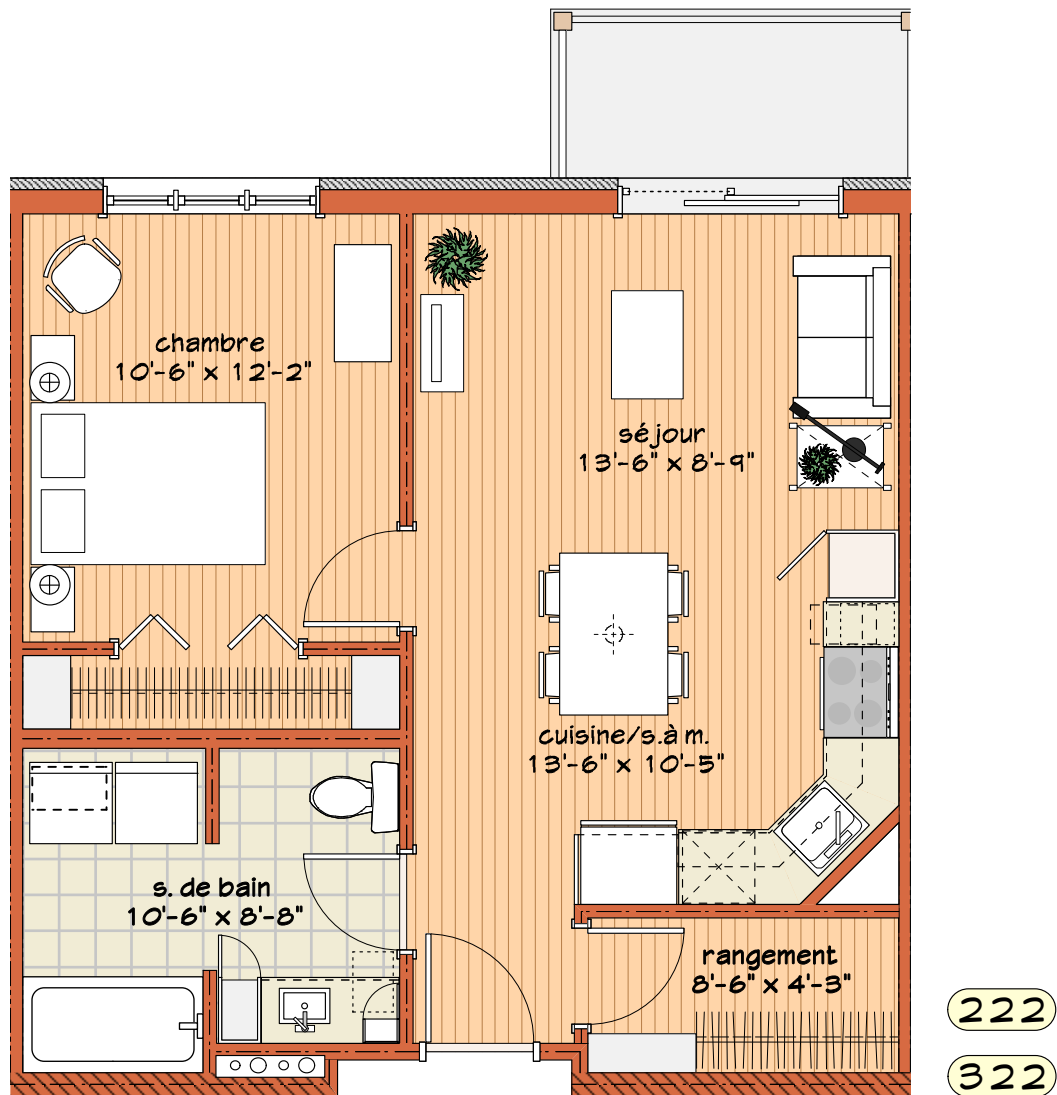 chambre
10'-6" x 12'-2"
séjour
13'-6" x 8'-9"
cuisine/s.à m.
13'-6" x 10'-5"
s. de bain
10'-6" x 8'-8"
rangement
8'-6" x 4'-3"
222
322